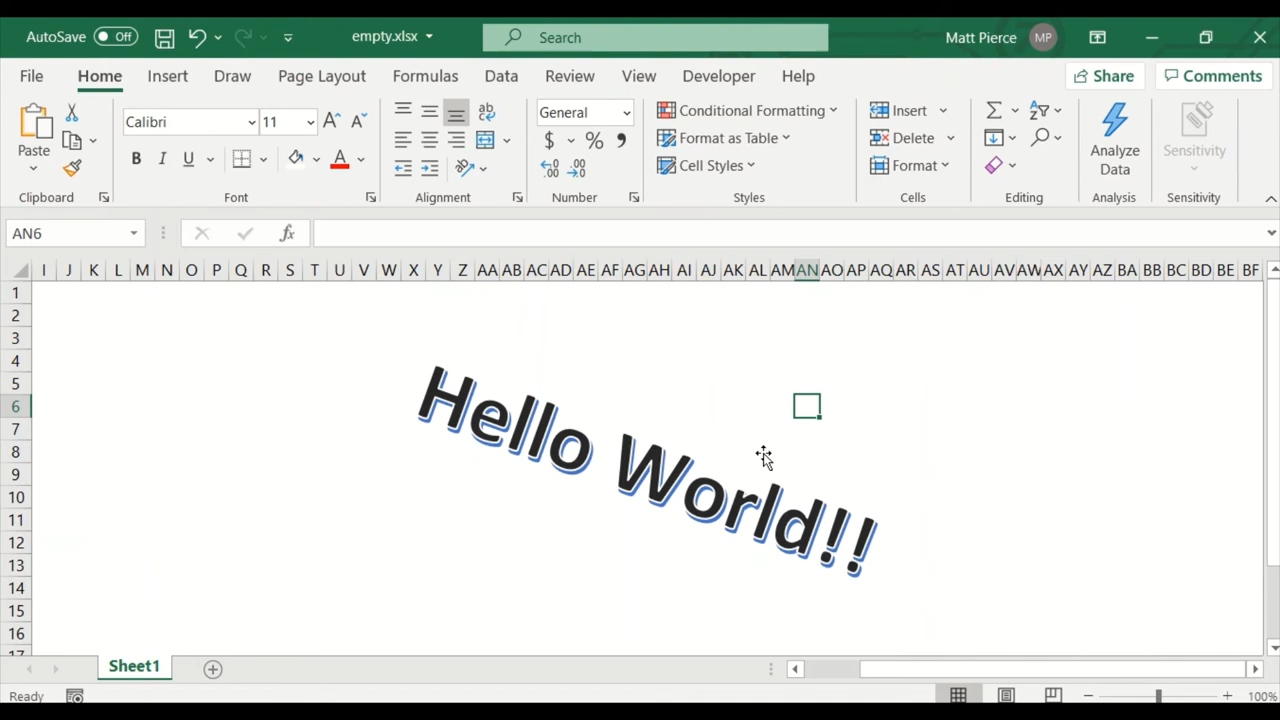 AutoSave Off empty.xlsx Search Matt Pierce MP
File Home Insert Draw Page Layout Formulas Data Review View Developer Help Share Comments
Calibri 11 General Conditional Formatting Insert
Paste $ % Format as Table Delete Analyze Data Sensitivity
B I U A Cell Styles Format
Clipboard Font Alignment Number Styles Cells Editing Analysis Sensitivity
AN6 fx
I J K L M N O P Q R S T U V W X Y Z AA AB AC AD AE AF AG AH AI AJ AK AL AM AN AO AP AQ AR AS AT AU AV AW AX AY AZ BA BB BC BD BE BF
1
2
3
4
5
6
7
8
9
10
11
12
13
14
15
16
17
Hello World!!
Sheet1
Ready 100%